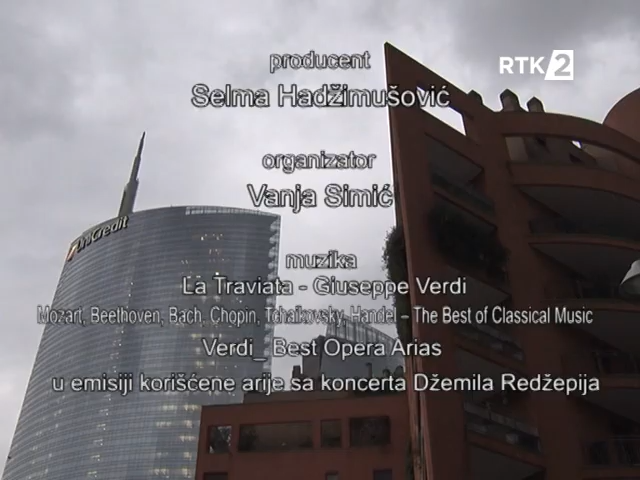 RTK 2
producent
Selma Hadžimušović
organizator
Vanja Simić
UniCredit
muzika
La Traviata - Giuseppe Verdi
Mozart, Beethoven, Bach, Chopin, Tchaikovsky, Handel – The Best of Classical Music
Verdi_ Best Opera Arias
u emisiji korišćene arije sa koncerta Džemila Redžepija